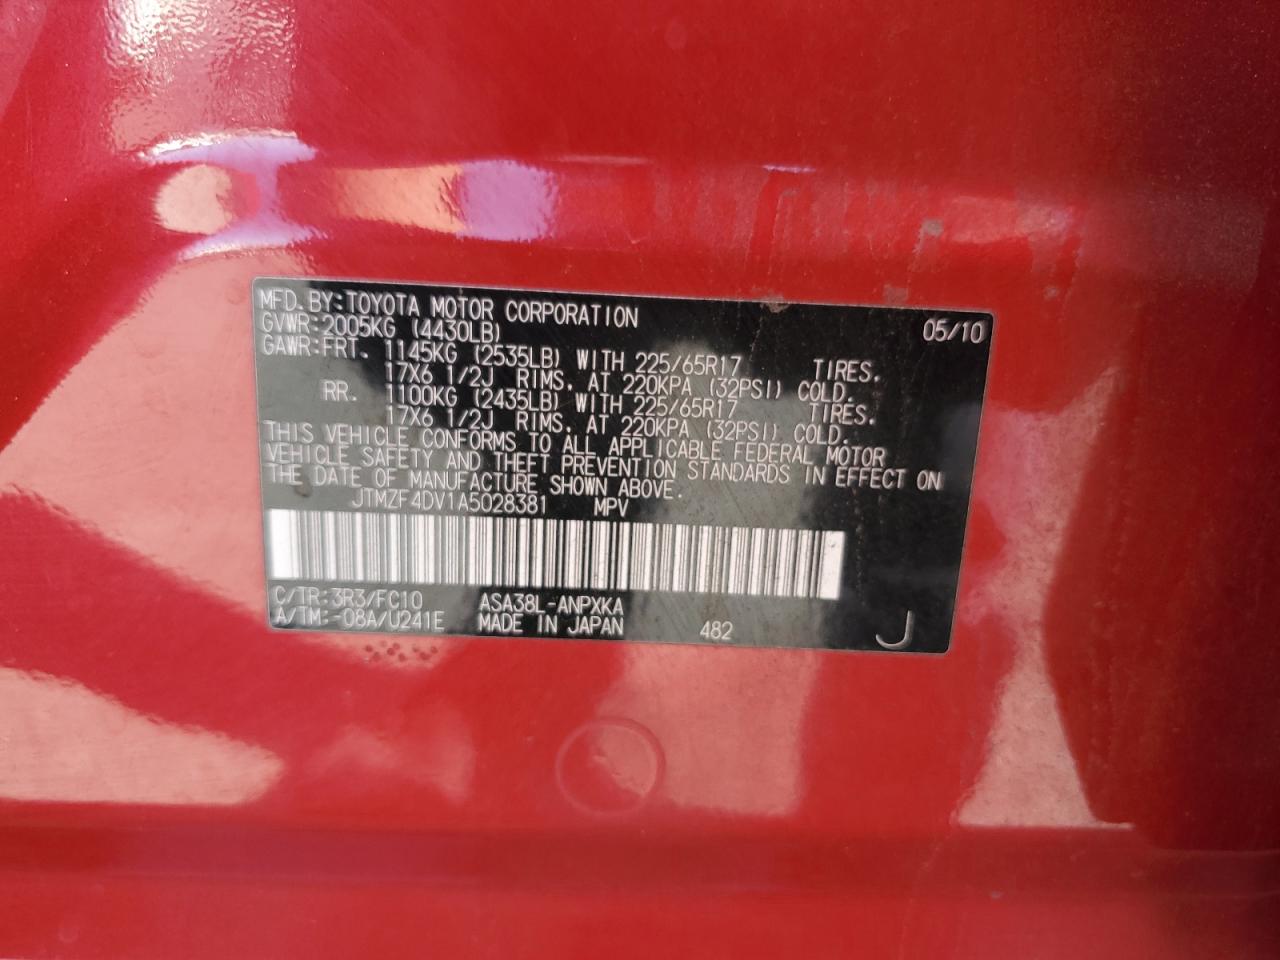 MFD. BY: TOYOTA MOTOR CORPORATION 05/10
GVWR: 2005KG (4430LB)
GAWR: FRT. 1145KG (2535LB) WITH 225/65R17 TIRES.
17X6 1/2J RIMS. AT 220KPA (32PSI) COLD.
RR. 1100KG (2435LB) WITH 225/65R17 TIRES.
17X6 1/2J RIMS. AT 220KPA (32PSI) COLD.
THIS VEHICLE CONFORMS TO ALL APPLICABLE FEDERAL MOTOR
VEHICLE SAFETY AND THEFT PREVENTION STANDARDS IN EFFECT ON
THE DATE OF MANUFACTURE SHOWN ABOVE.
JTMZF4DV1A5028381 MPV
C/TR: 3R3/FC10 ASA38L-ANPXKA
A/TM: -08A/U241E MADE IN JAPAN 482 J